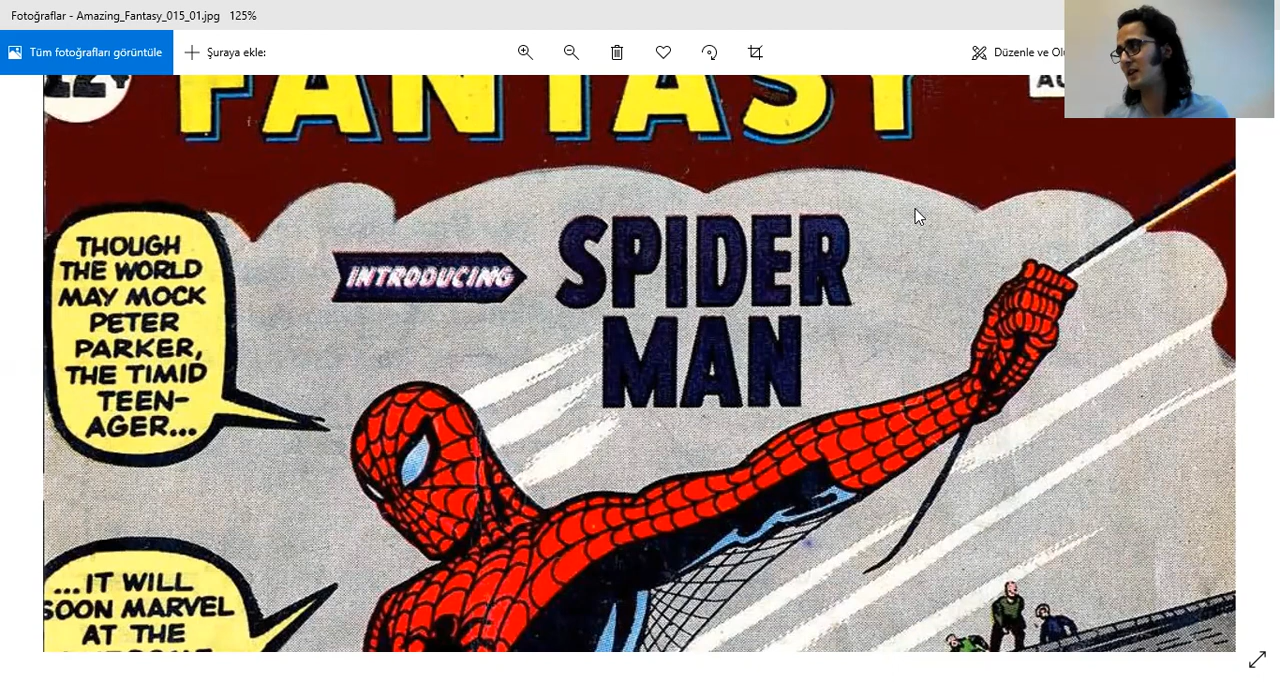 Fotoğraflar - Amazing_Fantasy_015_01.jpg 125%
Tüm fotoğrafları görüntüle
Şuraya ekle:
Düzenle ve
12¢
FANTASY
SPIDER
MAN
INTRODUCING
THOUGH
THE WORLD
MAY MOCK
PETER
PARKER,
THE TIMID
TEEN-
AGER...
...IT WILL
SOON MARVEL
AT THE